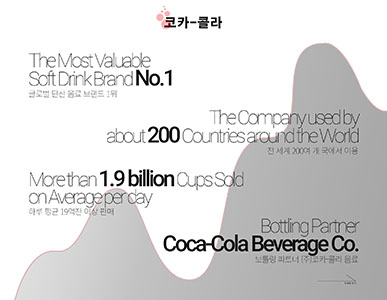 코카-콜라
The Most Valuable
Soft Drink Brand No.1
글로벌 탄산 음료 브랜드 1위
The Company used by
about 200 Countries around the World
전 세계 200여 개 국에서 이용
More than 1.9 billion Cups Sold
on Average per day
하루 평균 19억잔 이상 판매
Bottling Partner
Coca-Cola Beverage Co.
보틀링 파트너 (주)코카-콜라 음료